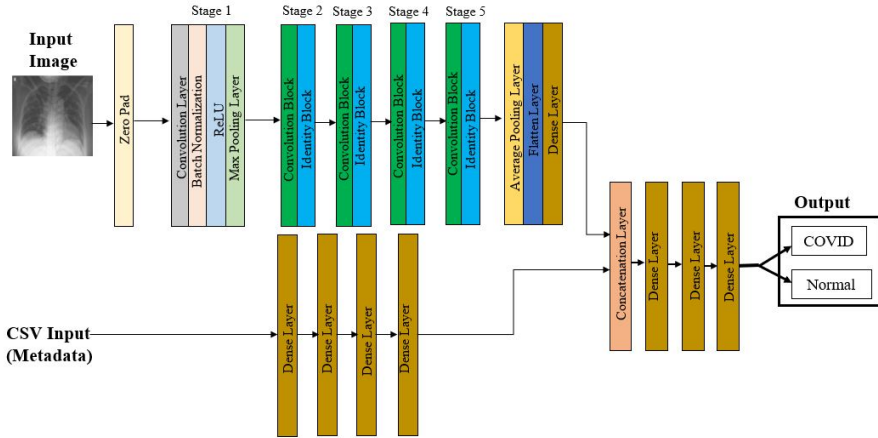 Input
Image
Zero Pad
Stage 1
Convolution Layer
Batch Normalization
ReLU
Max Pooling Layer
Stage 2
Convolution Block
Identity Block
Stage 3
Convolution Block
Identity Block
Stage 4
Convolution Block
Identity Block
Stage 5
Convolution Block
Identity Block
Average Pooling Layer
Flatten Layer
Dense Layer
CSV Input
(Metadata)
Dense Layer
Dense Layer
Dense Layer
Dense Layer
Concatenation Layer
Dense Layer
Dense Layer
Dense Layer
Output
COVID
Normal